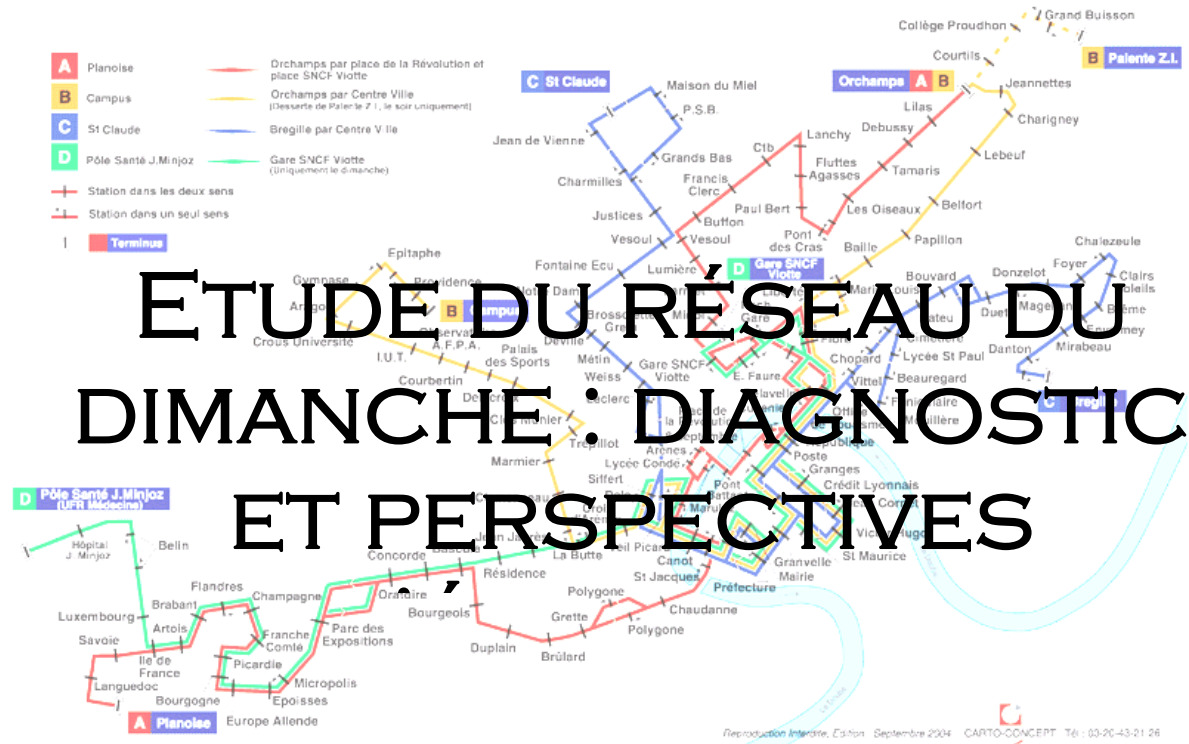 Collège Proudhon
Grand Buisson
Courtils
B Palente Z.I.
A Planoise
Orchamps par place de la Révolution et
place SNCF Viotte
B Campus
Orchamps par Centre Ville
(Desserte de Palente Z.I, le soir uniquement)
C St Claude
Bregille par Centre Ville
D Pôle Santé J.Minjoz
Gare SNCF Viotte
(Uniquement le dimanche)
Station dans les deux sens
Station dans un seul sens
Terminus
C St Claude
Maison du Miel
P.S.B.
Jean de Vienne
Grands Bas
Charmilles
Justices
Vesoul
Vesoul
Fontaine Ecu
Orchamps A B
Jeannettes
Lilas
Charigney
Debussy
Lebeuf
Tamaris
Lanchy
Ctb
Fluttes
Agasses
Francis
Clerc
Paul Bert
Les Oiseaux
Belfort
Buffon
Pont
des Cras
Baille
Papillon
Lumière
D Gare SNCF
Viotte
Chalezeule
Foyer
Donzelot
Clairs
Bouvard
Epitaphe
Gymnase
Providence
B
Crous Université
A.F.P.A.
I.U.T.
Palais
des Sports
Courbertin
ETUDE DU RÉSEAU DU
DIMANCHE : DIAGNOSTIC
ET PERSPECTIVES
Métin
Weiss
Gare SNCF
Viotte
E. Faure
Chopard
Vittel
Lycée St Paul
Beauregard
Danton
Mirabeau
Trépillot
Marmier
Arènes
Lycée Condé
Siffert
Poste
Granges
Crédit Lyonnais
Pont
St Maurice
Granvelle
Mairie
Préfecture
Canot
St Jacques
La Butte
D Pôle Santé J.Minjoz
(UFR Médecine)
Hôpital
J. Minjoz
Belin
Concorde
Résidence
Flandres
Champagne
Oratoire
Bourgeois
Polygone
Chaudanne
Luxembourg
Brabant
Artois
Savoie
Franche
Comté
Parc des
Expositions
Grette
Polygone
Duplain
Brûlard
Ile de
France
Picardie
Languedoc
Micropolis
Bourgogne
Epoisses
A Planoise
Europe Allende
Reproduction Interdite, Edition Septembre 2004 CARTO-CONCEPT Tél : 03-20-43-21-26